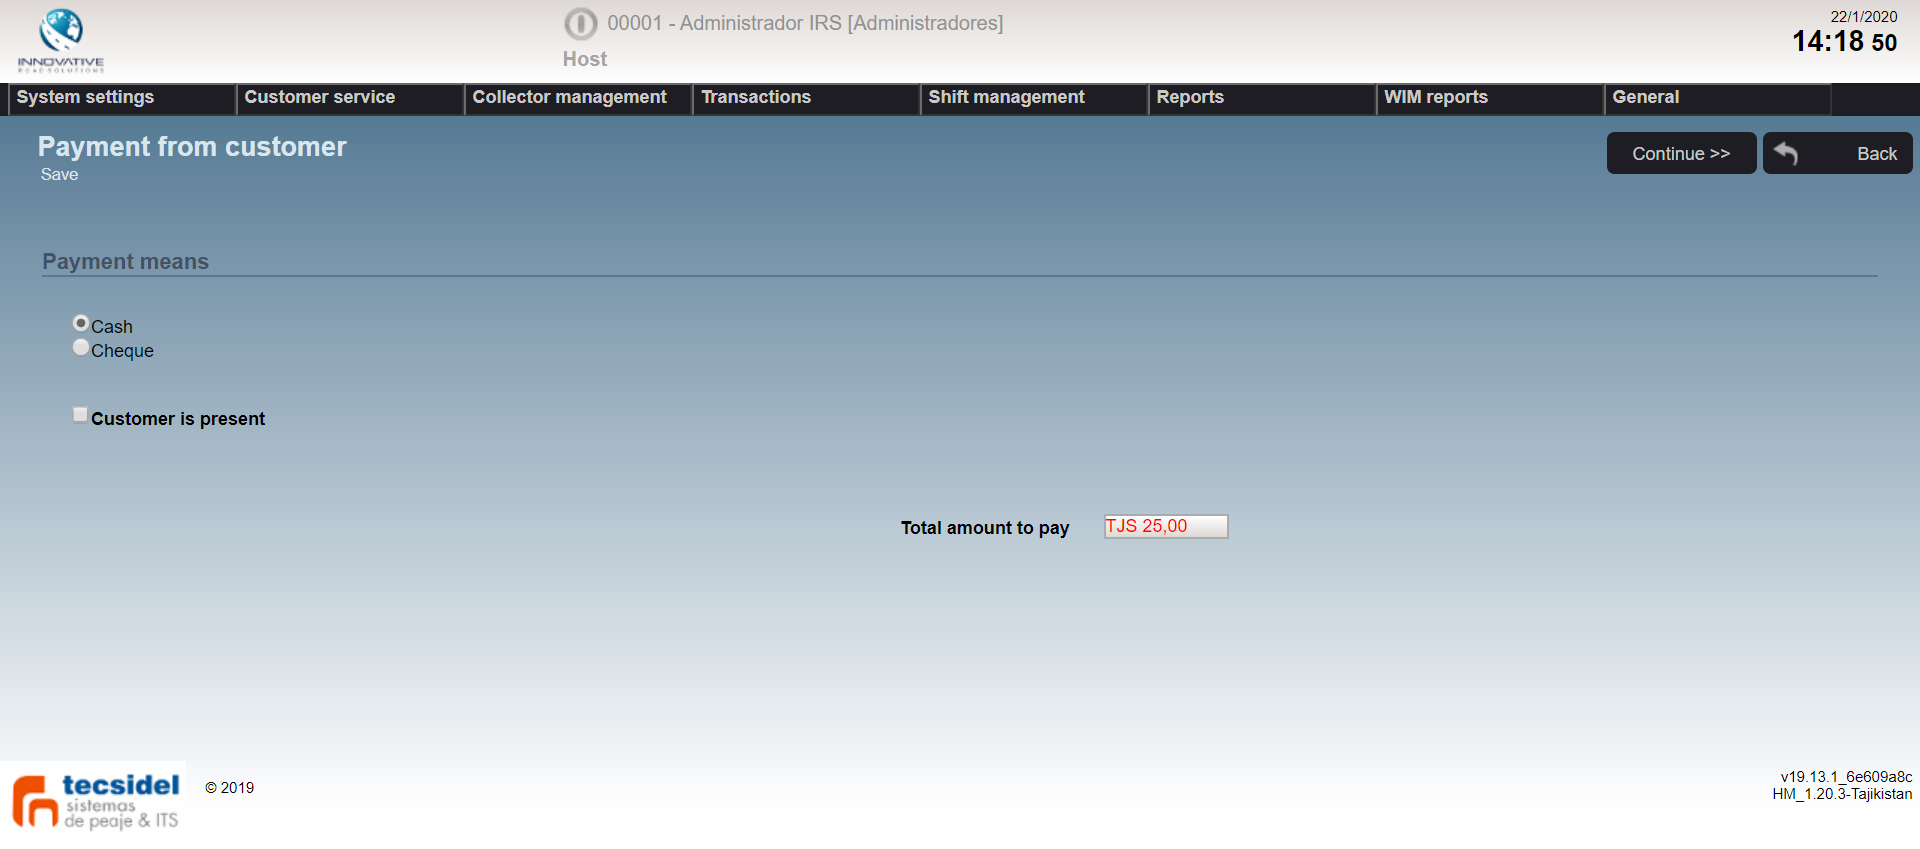 INNOVATIVE
ROAD SOLUTIONS
00001 - Administrador IRS [Administradores]
Host
22/1/2020
14:18 50
System settings
Customer service
Collector management
Transactions
Shift management
Reports
WIM reports
General
Payment from customer
Save
Continue >>
Back
Payment means
Cash
Cheque
Customer is present
Total amount to pay
TJS 25,00
tecsidel
sistemas
de peaje & ITS
© 2019
v19.13.1_6e609a8c
HM_1.20.3-Tajikistan